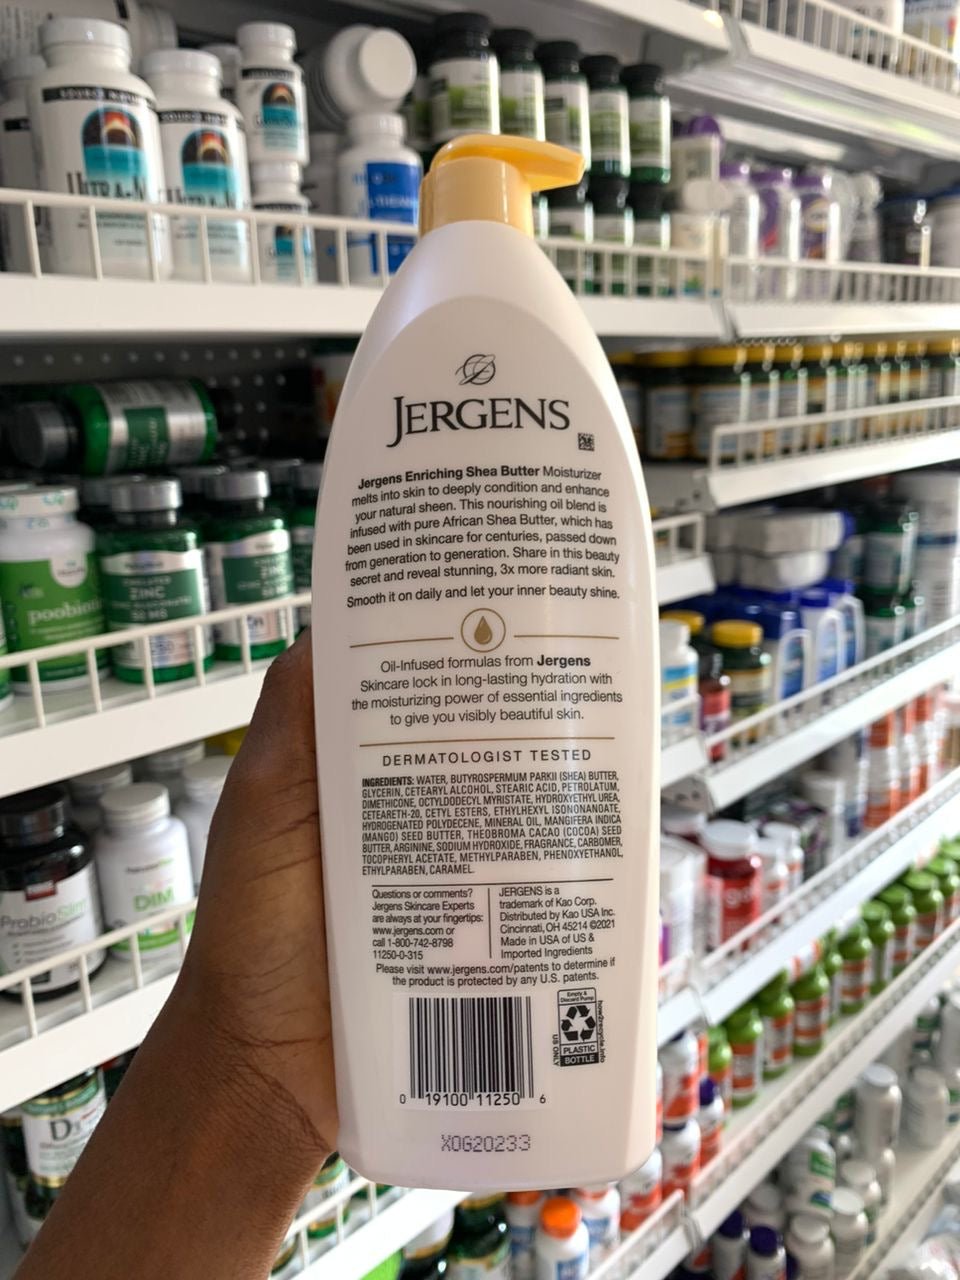 SOURCE NATURALS
JERGENS
Jergens Enriching Shea Butter Moisturizer
melts into skin to deeply condition and enhance
your natural sheen. This nourishing oil blend is
infused with pure African Shea Butter, which has
been used in skincare for centuries, passed down
from generation to generation. Share in this beauty
secret and reveal stunning, 3x more radiant skin.
Smooth it on daily and let your inner beauty shine.
Oil-Infused formulas from Jergens
Skincare lock in long-lasting hydration with
the moisturizing power of essential ingredients
to give you visibly beautiful skin.
DERMATOLOGIST TESTED
INGREDIENTS: WATER, BUTYROSPERMUM PARKII (SHEA) BUTTER,
GLYCERIN, CETEARYL ALCOHOL, STEARIC ACID, PETROLATUM,
DIMETHICONE, OCTYLDODECYL MYRISTATE, HYDROXYETHYL UREA,
CETEARETH-20, CETYL ESTERS, ETHYLHEXYL ISONONANOATE,
HYDROGENATED POLYDECENE, MINERAL OIL, MANGIFERA INDICA
(MANGO) SEED BUTTER, THEOBROMA CACAO (COCOA) SEED
BUTTER, ARGININE, SODIUM HYDROXIDE, FRAGRANCE, CARBOMER,
TOCOPHERYL ACETATE, METHYLPARABEN, PHENOXYETHANOL,
ETHYLPARABEN, CARAMEL.
Questions or comments?
Jergens Skincare Experts
are always at your fingertips:
www.jergens.com or
call 1-800-742-8798
11250-0-315
JERGENS is a
trademark of Kao Corp.
Distributed by Kao USA Inc.
Cincinnati, OH 45214 ©2021
Made in USA of US &
Imported Ingredients
Please visit www.jergens.com/patents to determine if
the product is protected by any U.S. patents.
Empty &
Discard Pump
PLASTIC
BOTTLE
US ONLY
how2recycle.info
0 19100 11250 6
XOG20233
ZINC
50 MG
ZINC
ProbioSlim
DIM
D3